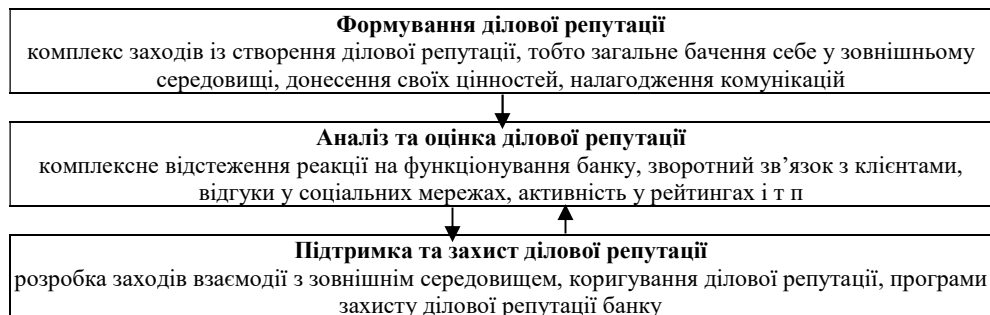 Формування ділової репутації
комплекс заходів із створення ділової репутації, тобто загальне бачення себе у зовнішньому
середовищі, донесення своїх цінностей, налагодження комунікацій
Аналіз та оцінка ділової репутації
комплексне відстеження реакції на функціонування банку, зворотний зв’язок з клієнтами,
відгуки у соціальних мережах, активність у рейтингах і т п
Підтримка та захист ділової репутації
розробка заходів взаємодії з зовнішнім середовищем, коригування ділової репутації, програми
захисту ділової репутації банку